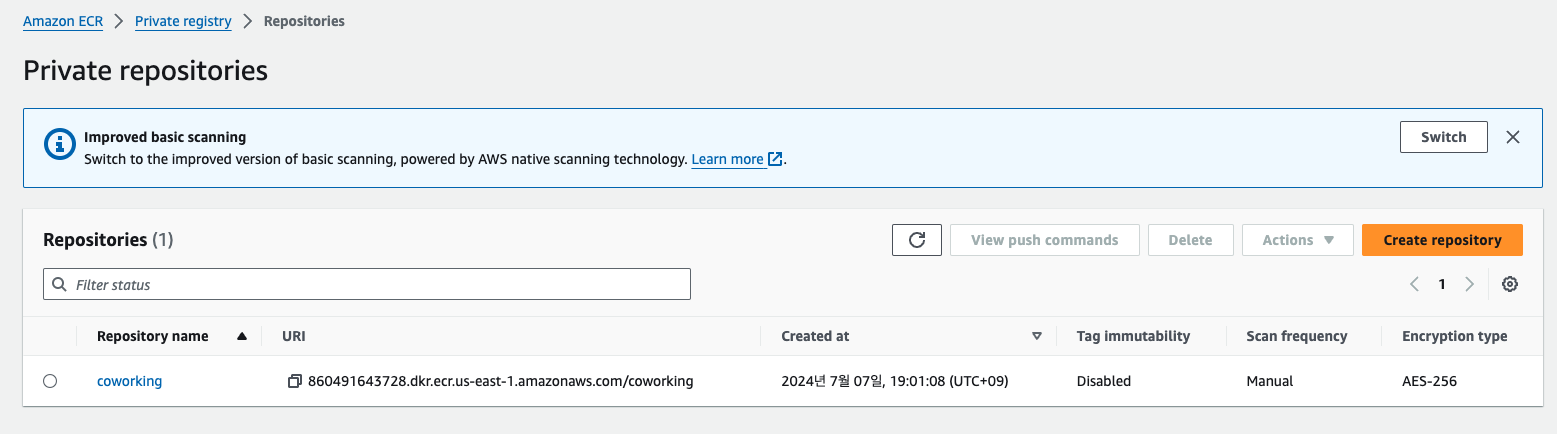 Amazon ECR > Private registry > Repositories
Private repositories
Improved basic scanning
Switch to the improved version of basic scanning, powered by AWS native scanning technology. Learn more.
Switch
Repositories (1)
View push commands
Delete
Actions
Create repository
Filter status
1
Repository name URI Created at Tag immutability Scan frequency Encryption type
coworking 860491643728.dkr.ecr.us-east-1.amazonaws.com/coworking 2024년 7월 07일, 19:01:08 (UTC+09) Disabled Manual AES-256